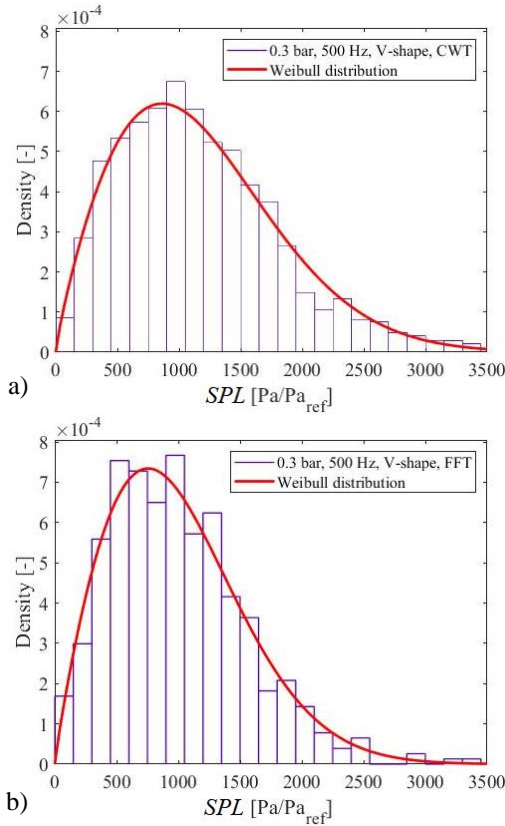 ×10⁻⁴
8
7
6
5
4
3
2
1
0
Density [-]
0.3 bar, 500 Hz, V-shape, CWT
Weibull distribution
0 500 1000 1500 2000 2500 3000 3500
a) SPL [Pa/Pa_ref]
×10⁻⁴
8
7
6
5
4
3
2
1
0
Density [-]
0.3 bar, 500 Hz, V-shape, FFT
Weibull distribution
0 500 1000 1500 2000 2500 3000 3500
b) SPL [Pa/Pa_ref]